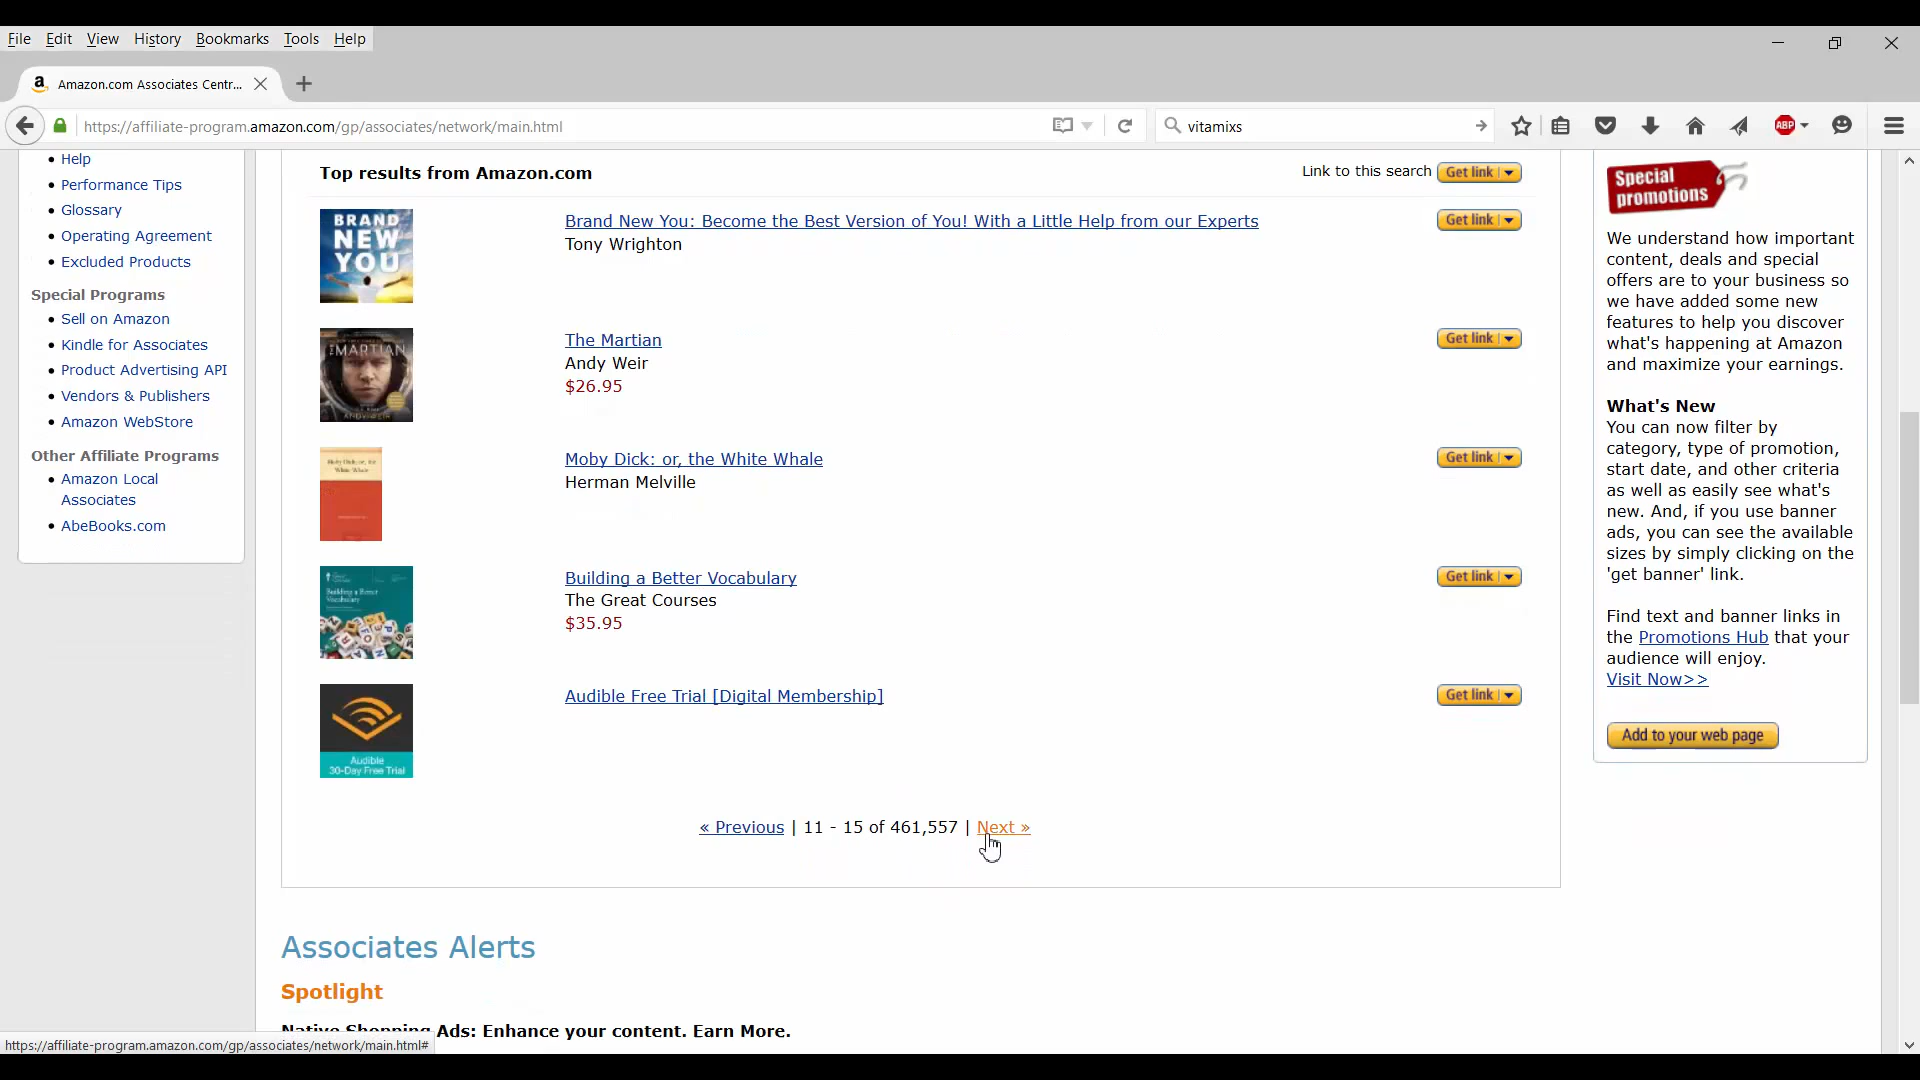 File Edit View History Bookmarks Tools Help
Amazon.com Associates Centr...
https://affiliate-program.amazon.com/gp/associates/network/main.html
vitamixs
ABP
Help
Performance Tips
Glossary
Operating Agreement
Excluded Products
Special Programs
Sell on Amazon
Kindle for Associates
Product Advertising API
Vendors & Publishers
Amazon WebStore
Other Affiliate Programs
Amazon Local
Associates
AbeBooks.com
Top results from Amazon.com
Link to this search Get link
BRAND
NEW
YOU
Brand New You: Become the Best Version of You! With a Little Help from our Experts
Tony Wrighton
Get link
MARTIAN
The Martian
Andy Weir
$26.95
Get link
Moby Dick: or, the
White Whale
Moby Dick: or, the White Whale
Herman Melville
Get link
Building a Better
Vocabulary
Building a Better Vocabulary
The Great Courses
$35.95
Get link
Audible
30-Day Free Trial
Audible Free Trial [Digital Membership]
Get link
« Previous | 11 - 15 of 461,557 | Next »
Associates Alerts
Spotlight
Native Shopping Ads: Enhance your content. Earn More.
Special
promotions
We understand how important
content, deals and special
offers are to your business so
we have added some new
features to help you discover
what's happening at Amazon
and maximize your earnings.
What's New
You can now filter by
category, type of promotion,
start date, and other criteria
as well as easily see what's
new. And, if you use banner
ads, you can see the available
sizes by simply clicking on the
'get banner' link.
Find text and banner links in
the Promotions Hub that your
audience will enjoy.
Visit Now>>
Add to your web page
https://affiliate-program.amazon.com/gp/associates/network/main.html#